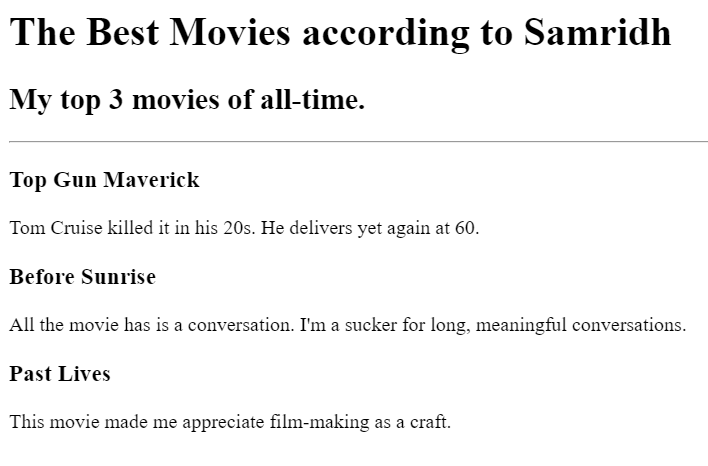 The Best Movies according to Samridh
My top 3 movies of all-time.
Top Gun Maverick
Tom Cruise killed it in his 20s. He delivers yet again at 60.
Before Sunrise
All the movie has is a conversation. I'm a sucker for long, meaningful conversations.
Past Lives
This movie made me appreciate film-making as a craft.